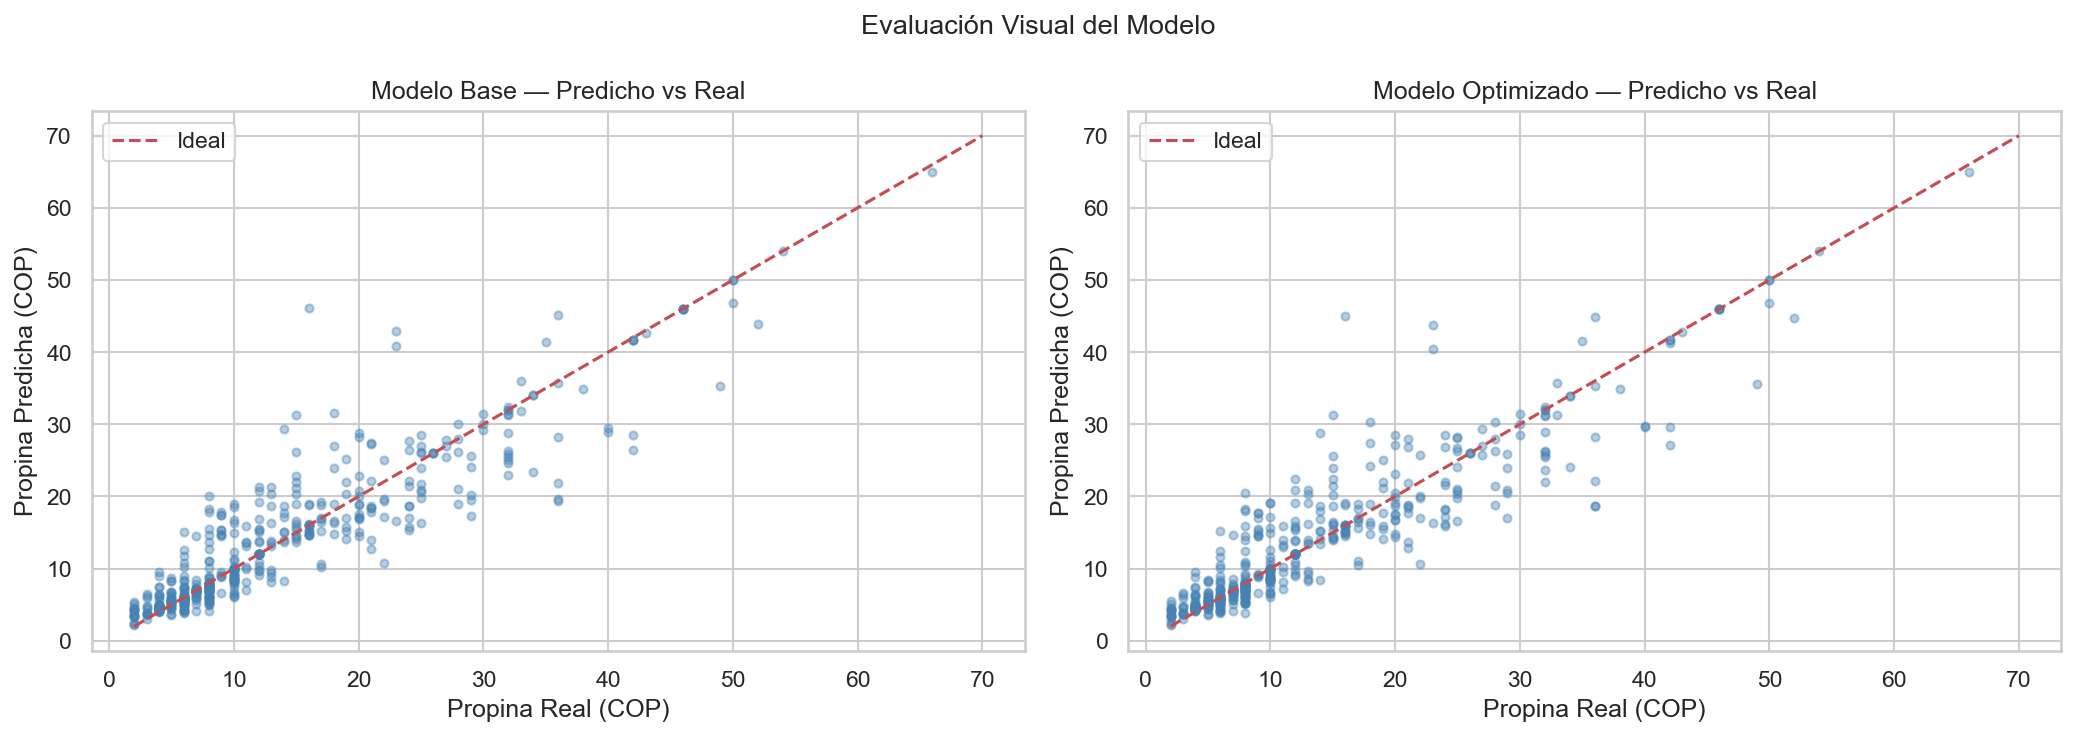 Evaluación Visual del Modelo
Modelo Base — Predicho vs Real
Ideal
70
60
50
40
30
20
10
0
Propina Predicha (COP)
0 10 20 30 40 50 60 70
Propina Real (COP)
Modelo Optimizado — Predicho vs Real
Ideal
70
60
50
40
30
20
10
0
Propina Predicha (COP)
0 10 20 30 40 50 60 70
Propina Real (COP)